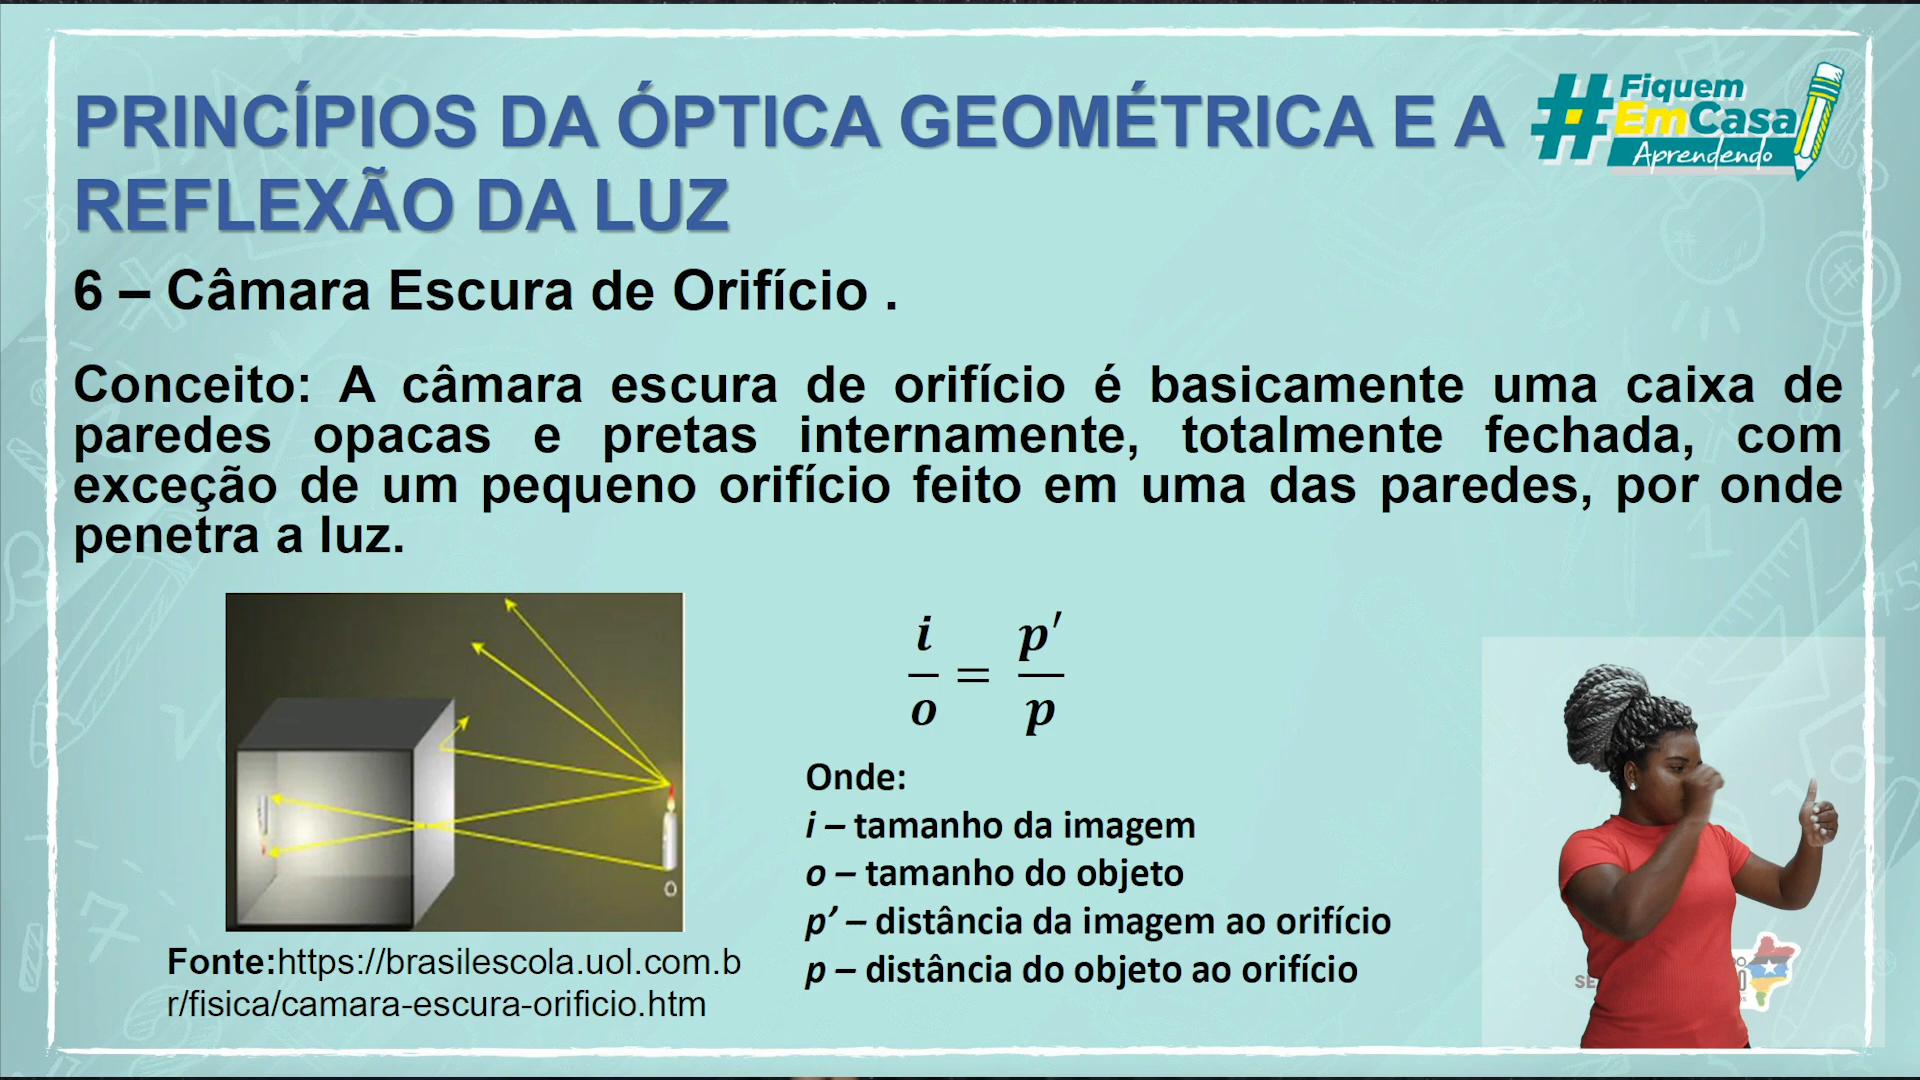 PRINCÍPIOS DA ÓPTICA GEOMÉTRICA E A
REFLEXÃO DA LUZ
#Fiquem
EmCasa
Aprendendo
6 – Câmara Escura de Orifício .
Conceito: A câmara escura de orifício é basicamente uma caixa de
paredes opacas e pretas internamente, totalmente fechada, com
exceção de um pequeno orifício feito em uma das paredes, por onde
penetra a luz.
i/o = p'/p
O
Onde:
i – tamanho da imagem
o – tamanho do objeto
p’ – distância da imagem ao orifício
p – distância do objeto ao orifício
Fonte:https://brasilescola.uol.com.b
r/fisica/camara-escura-orificio.htm